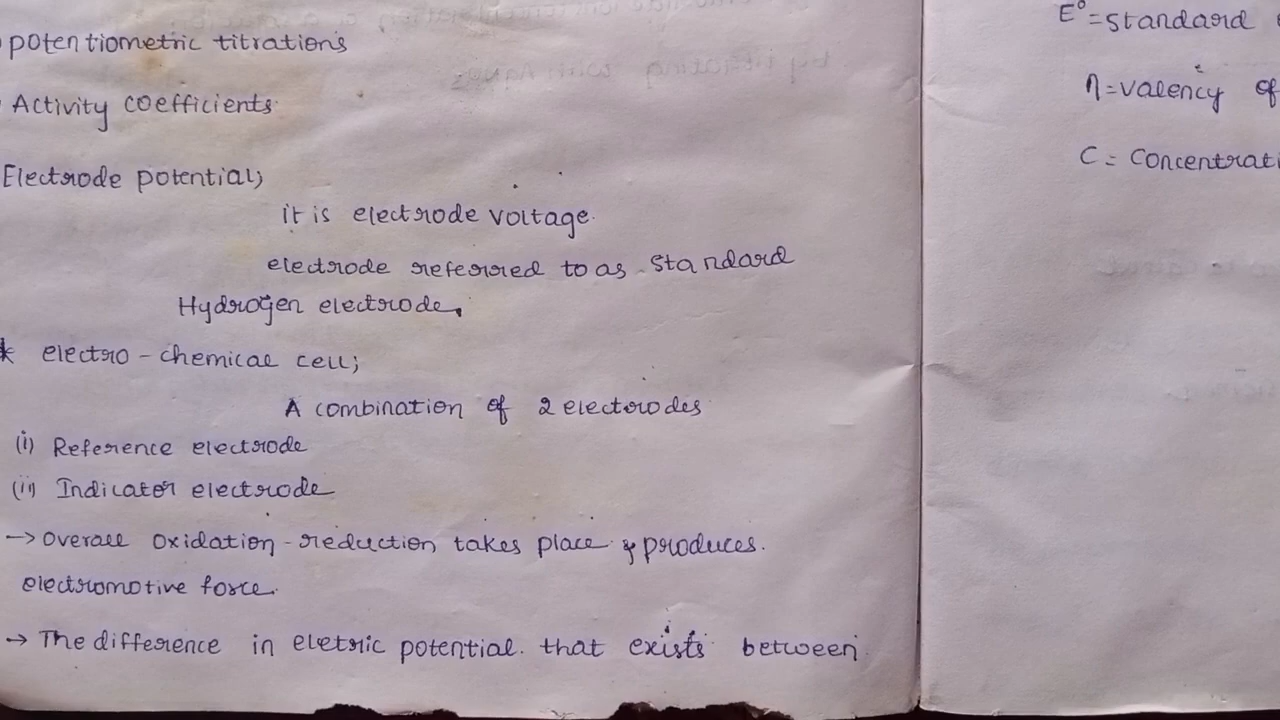 potentiometric titrations
Activity coefficients
Electrode potential;
it is electrode voltage.
electrode referred to as standard
Hydrogen electrode.
* electro-chemical cell;
A combination of 2 electrodes
(i) Reference electrode
(ii) Indicator electrode
→ Overall oxidation-reduction takes place & produces.
electromotive force.
→ The difference in eletric potential. that exists between
E° = standard
n = valency of
C = Concentrati